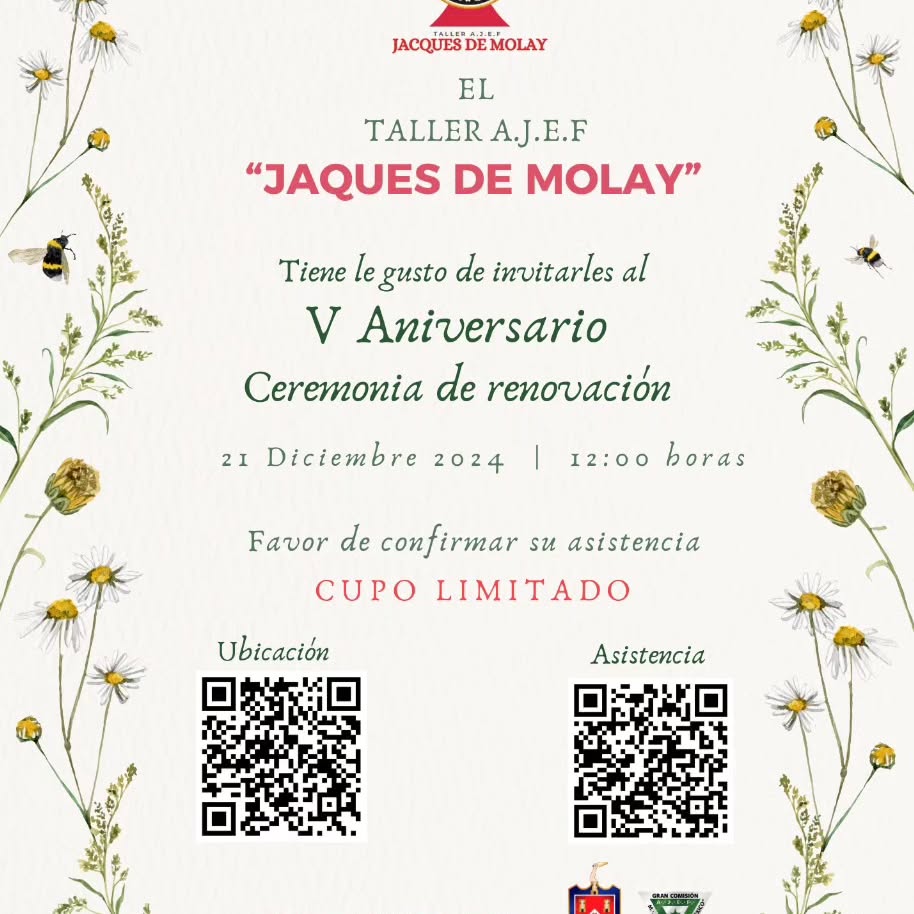 TALLER A.J.E.F
JACQUES DE MOLAY
EL
TALLER A.J.E.F
“JAQUES DE MOLAY”
Tiene le gusto de invitarles al
V Aniversario
Ceremonia de renovación
21 Diciembre 2024 | 12:00 horas
Favor de confirmar su asistencia
CUPO LIMITADO
Ubicación
Asistencia
GRAN COMISIÓN
A.J.E.F.